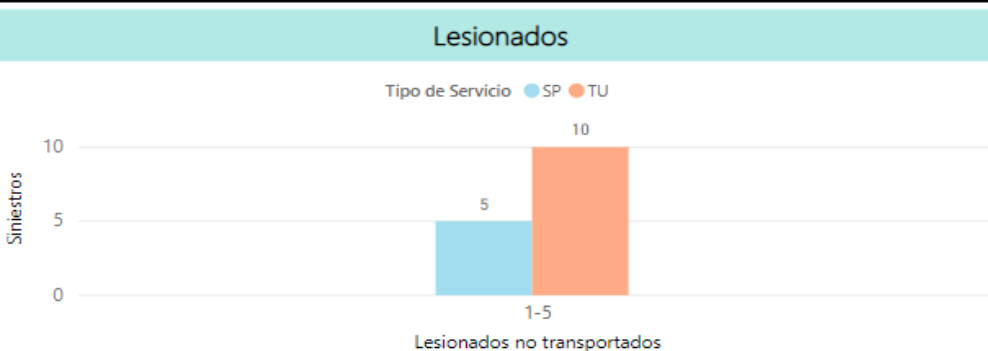 Lesionados
Tipo de Servicio SP TU
10
10
5
5
0
Siniestros
1-5
Lesionados no transportados